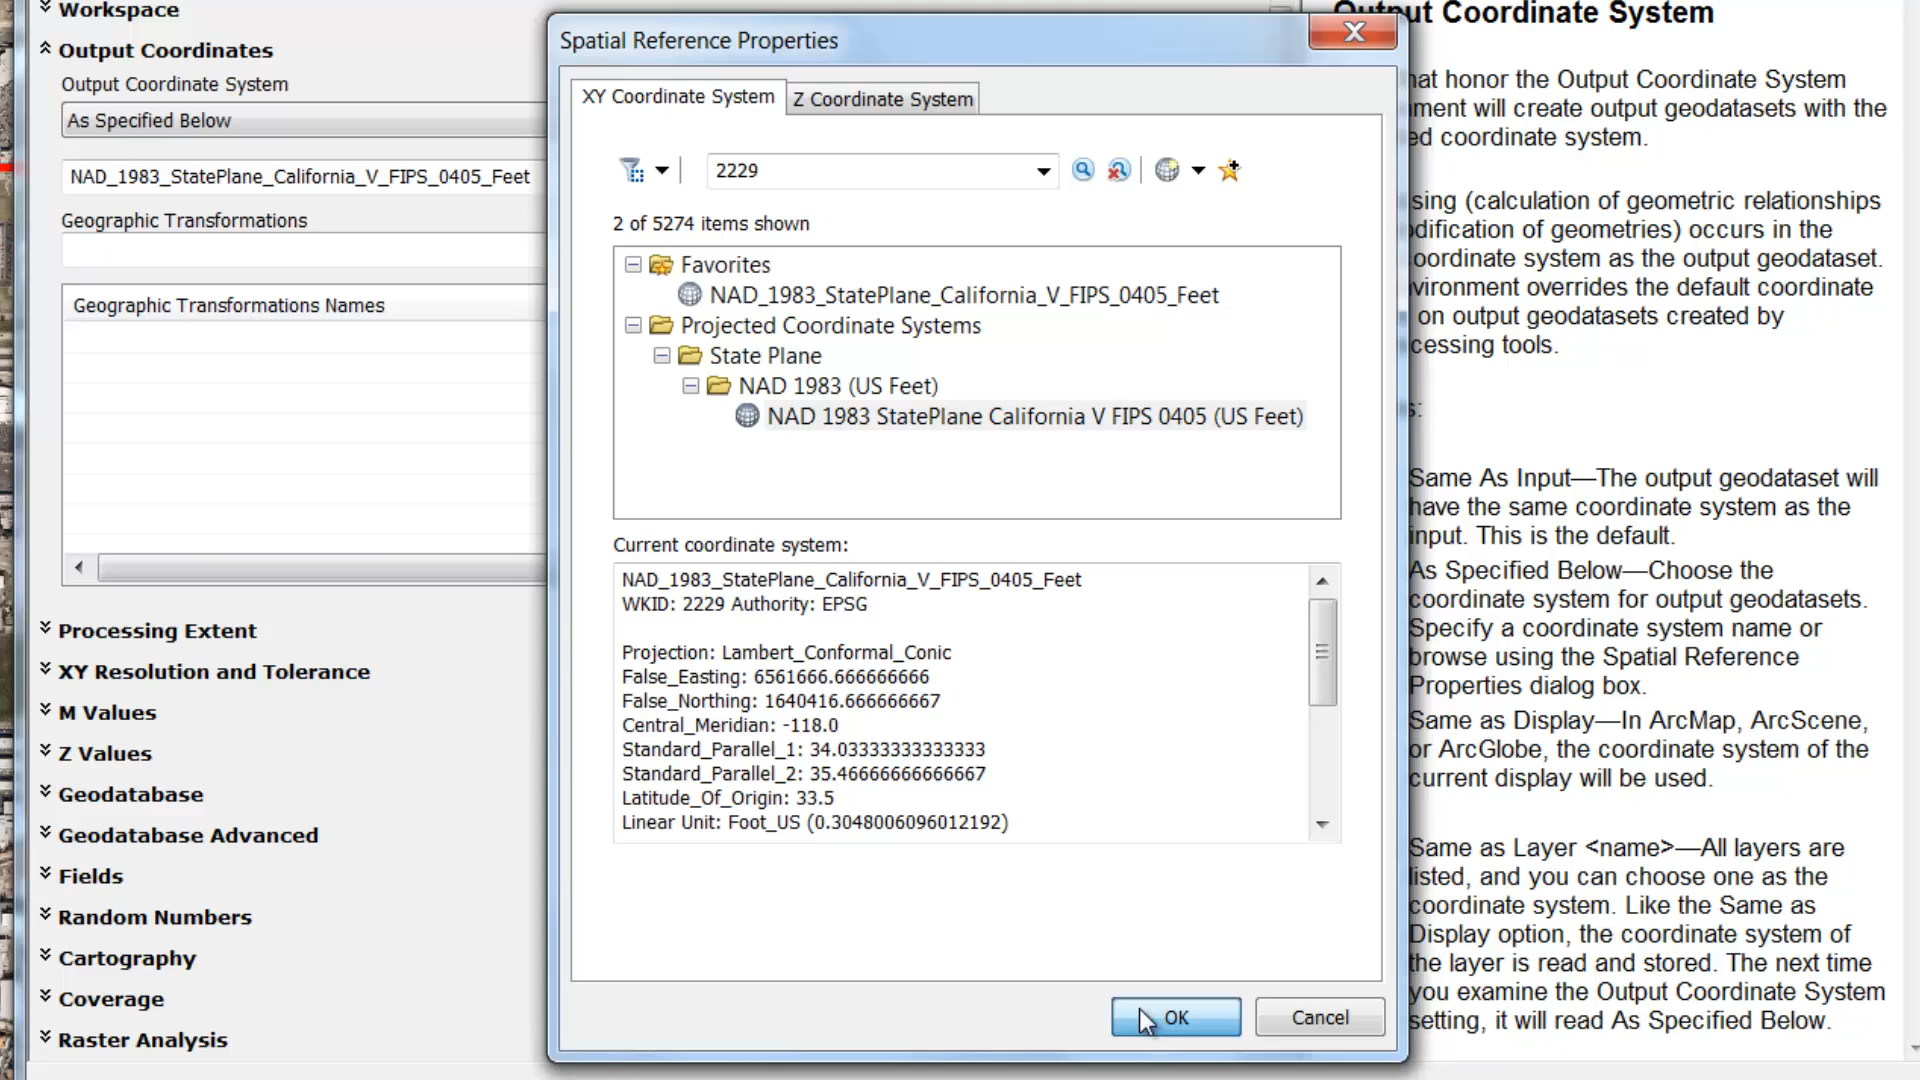 Workspace
Output Coordinates
Output Coordinate System
As Specified Below
NAD_1983_StatePlane_California_V_FIPS_0405_Feet
Geographic Transformations
Geographic Transformations Names
Processing Extent
XY Resolution and Tolerance
M Values
Z Values
Geodatabase
Geodatabase Advanced
Fields
Random Numbers
Cartography
Coverage
Raster Analysis
Spatial Reference Properties
XY Coordinate System
Z Coordinate System
2229
2 of 5274 items shown
Favorites
NAD_1983_StatePlane_California_V_FIPS_0405_Feet
Projected Coordinate Systems
State Plane
NAD 1983 (US Feet)
NAD 1983 StatePlane California V FIPS 0405 (US Feet)
Current coordinate system:
NAD_1983_StatePlane_California_V_FIPS_0405_Feet
WKID: 2229 Authority: EPSG
Projection: Lambert_Conformal_Conic
False_Easting: 6561666.666666666
False_Northing: 1640416.666666667
Central_Meridian: -118.0
Standard_Parallel_1: 34.03333333333333
Standard_Parallel_2: 35.46666666666667
Latitude_Of_Origin: 33.5
Linear Unit: Foot_US (0.3048006096012192)
OK
Cancel
Output Coordinate System
hat honor the Output Coordinate System
ment will create output geodatasets with the
ed coordinate system.
sing (calculation of geometric relationships
dification of geometries) occurs in the
oordinate system as the output geodataset.
vironment overrides the default coordinate
on output geodatasets created by
cessing tools.
s:
Same As Input—The output geodataset will
have the same coordinate system as the
input. This is the default.
As Specified Below—Choose the
coordinate system for output geodatasets.
Specify a coordinate system name or
browse using the Spatial Reference
Properties dialog box.
Same as Display—In ArcMap, ArcScene,
or ArcGlobe, the coordinate system of the
current display will be used.
Same as Layer <name>—All layers are
listed, and you can choose one as the
coordinate system. Like the Same as
Display option, the coordinate system of
the layer is read and stored. The next time
you examine the Output Coordinate System
setting, it will read As Specified Below.